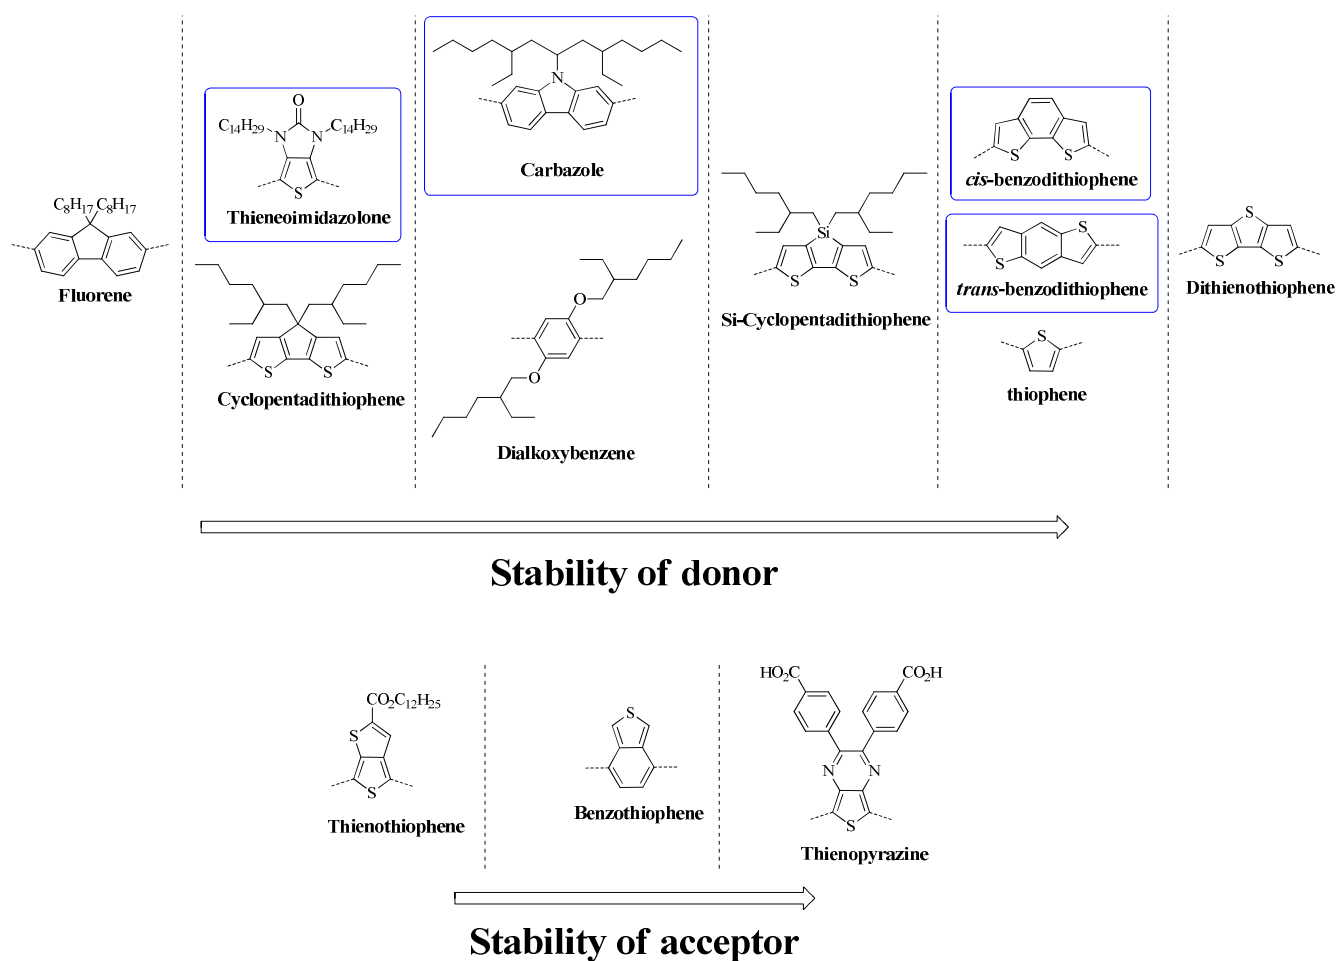 C8H17 C8H17
Fluorene
O
C14H29 N N C14H29
S
Thieneoimidazolone
S S
Cyclopentadithiophene
N
Carbazole
O
O
Dialkoxybenzene
Si
S S
Si-Cyclopentadithiophene
S S
cis-benzodithiophene
S
S
trans-benzodithiophene
S
thiophene
S
S S
Dithienothiophene
Stability of donor
CO2C12H25
S
S
Thienothiophene
S
Benzothiophene
HO2C CO2H
N N
S
Thienopyrazine
Stability of acceptor